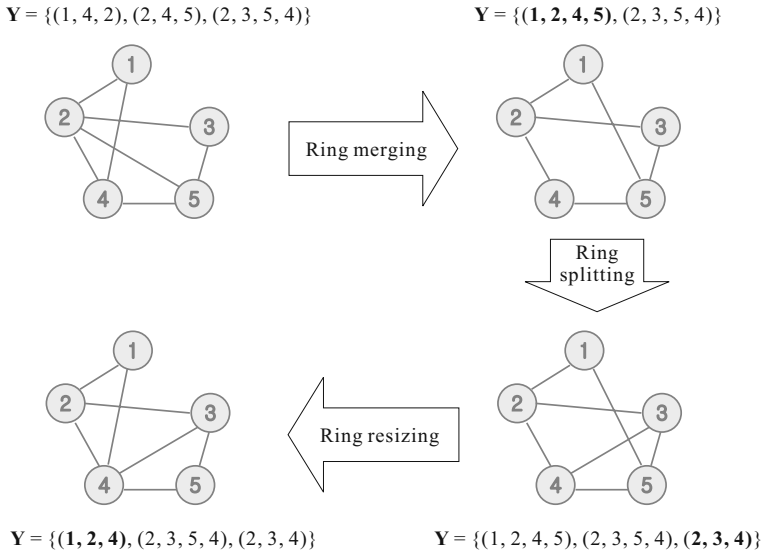 Y = {(1, 4, 2), (2, 4, 5), (2, 3, 5, 4)}
Y = {(1, 2, 4, 5), (2, 3, 5, 4)}
1
2
3
4
5
Ring merging
1
2
3
4
5
Ring
splitting
1
2
3
4
5
Ring resizing
1
2
3
4
5
Y = {(1, 2, 4), (2, 3, 5, 4), (2, 3, 4)}
Y = {(1, 2, 4, 5), (2, 3, 5, 4), (2, 3, 4)}